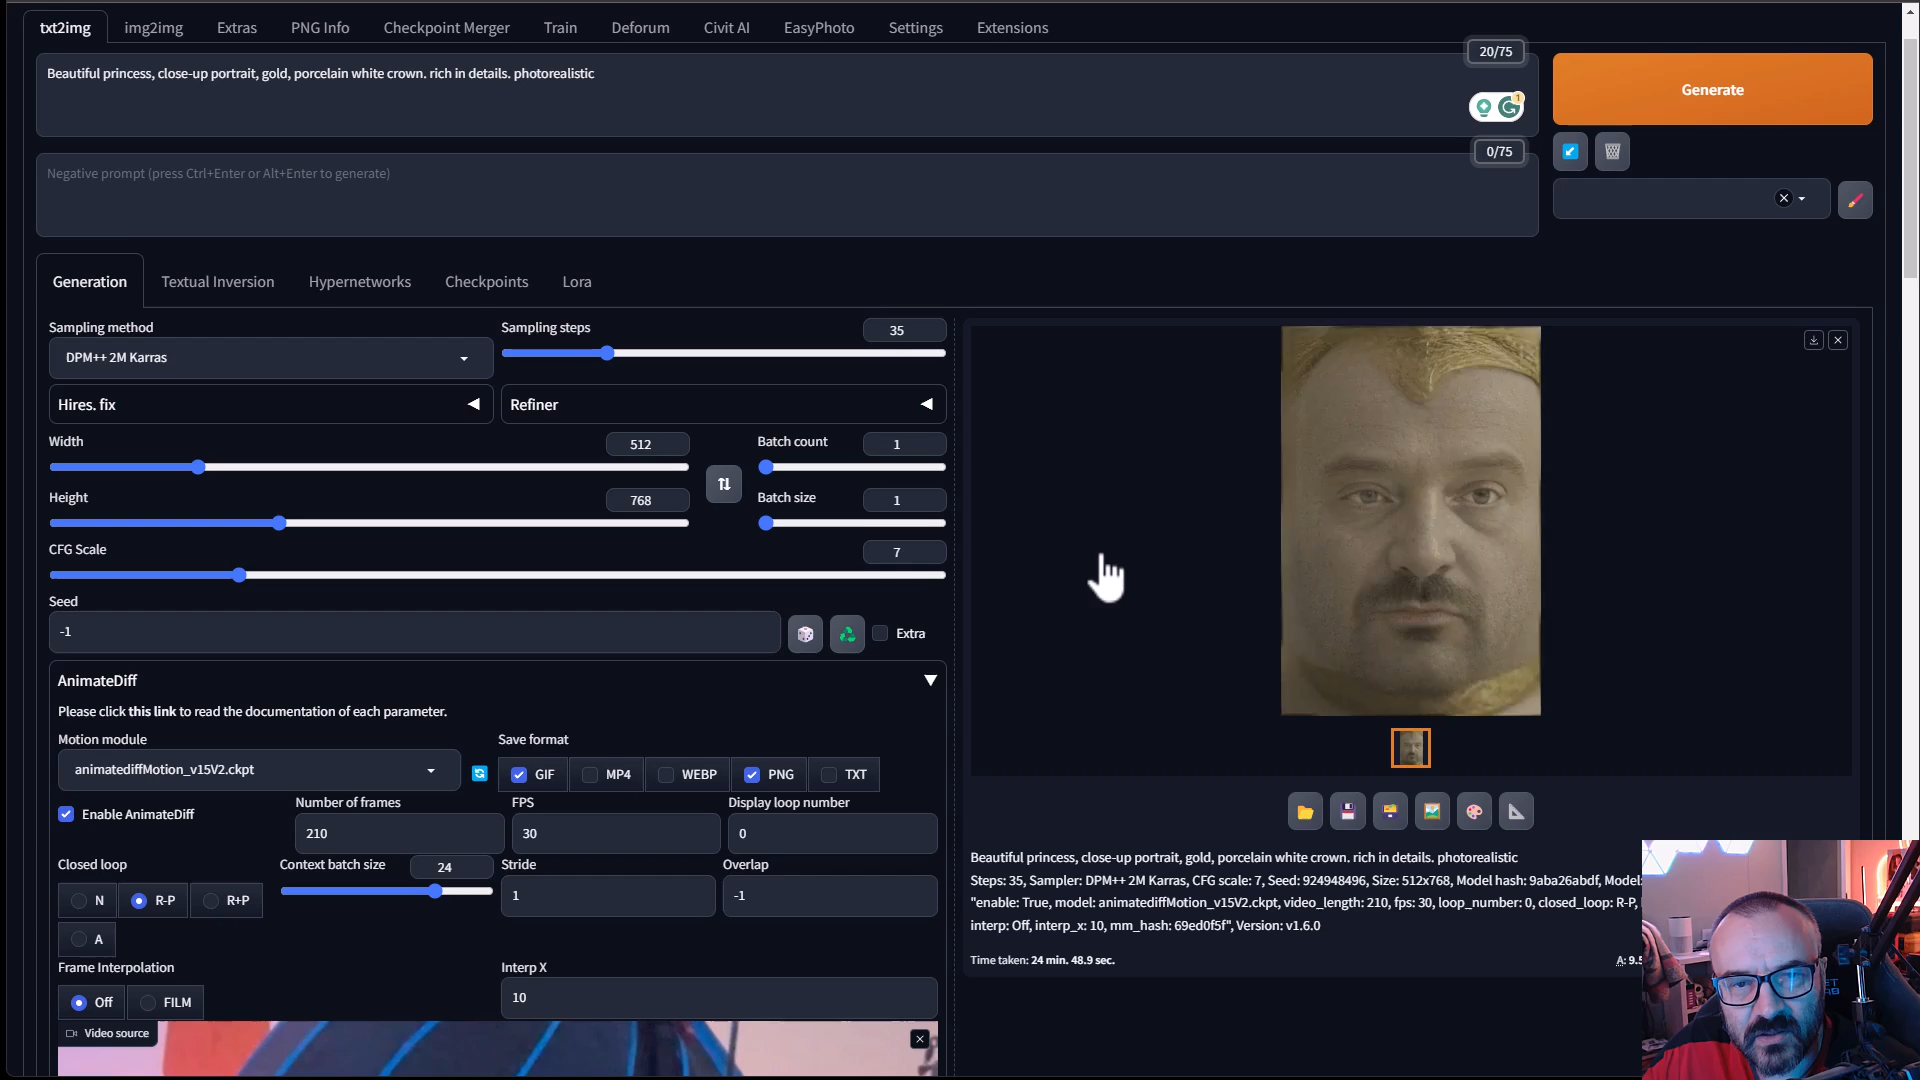 txt2img img2img Extras PNG Info Checkpoint Merger Train Deforum Civit AI EasyPhoto Settings Extensions
20/75
Beautiful princess, close-up portrait, gold, porcelain white crown. rich in details. photorealistic
Generate
1
0/75
Negative prompt (press Ctrl+Enter or Alt+Enter to generate)
Generation Textual Inversion Hypernetworks Checkpoints Lora
Sampling method
DPM++ 2M Karras
Sampling steps
35
Hires. fix
Refiner
Width
512
Batch count
1
Height
768
Batch size
1
CFG Scale
7
Seed
-1
Extra
AnimateDiff
Please click this link to read the documentation of each parameter.
Motion module
animatediffMotion_v15V2.ckpt
Save format
GIF MP4 WEBP PNG TXT
Enable AnimateDiff
Number of frames
210
FPS
30
Display loop number
0
Closed loop
N R-P R+P
A
Context batch size
24
Stride
1
Overlap
-1
Frame Interpolation
Off FILM
Interp X
10
Video source
Beautiful princess, close-up portrait, gold, porcelain white crown. rich in details. photorealistic
Steps: 35, Sampler: DPM++ 2M Karras, CFG scale: 7, Seed: 924948496, Size: 512x768, Model hash: 9aba26abdf, Model:
"enable: True, model: animatediffMotion_v15V2.ckpt, video_length: 210, fps: 30, loop_number: 0, closed_loop: R-P,
interp: Off, interp_x: 10, mm_hash: 69ed0f5f", Version: v1.6.0
Time taken: 24 min. 48.9 sec.
A: 9.5